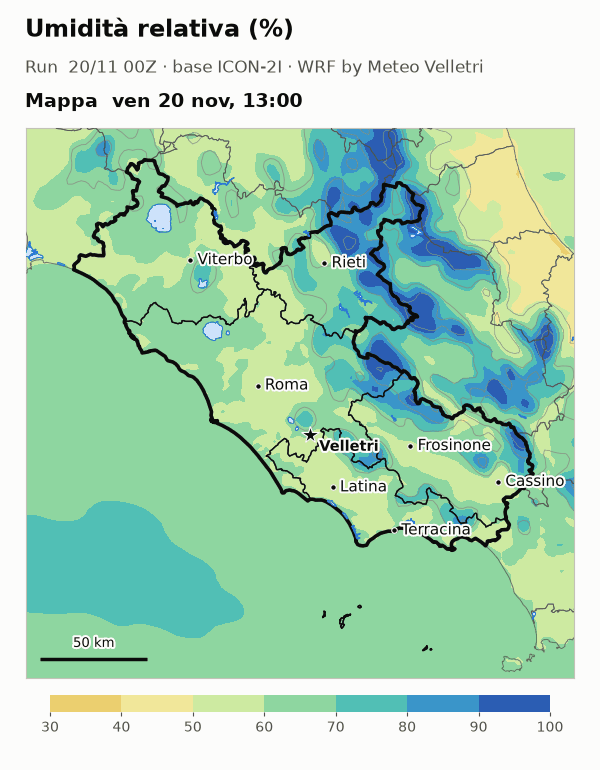 Umidità relativa (%)
Run 20/11 00Z · base ICON-2I · WRF by Meteo Velletri
Mappa ven 20 nov, 13:00
Viterbo
Rieti
Roma
Velletri
Frosinone
Cassino
Latina
Terracina
50 km
30 40 50 60 70 80 90 100